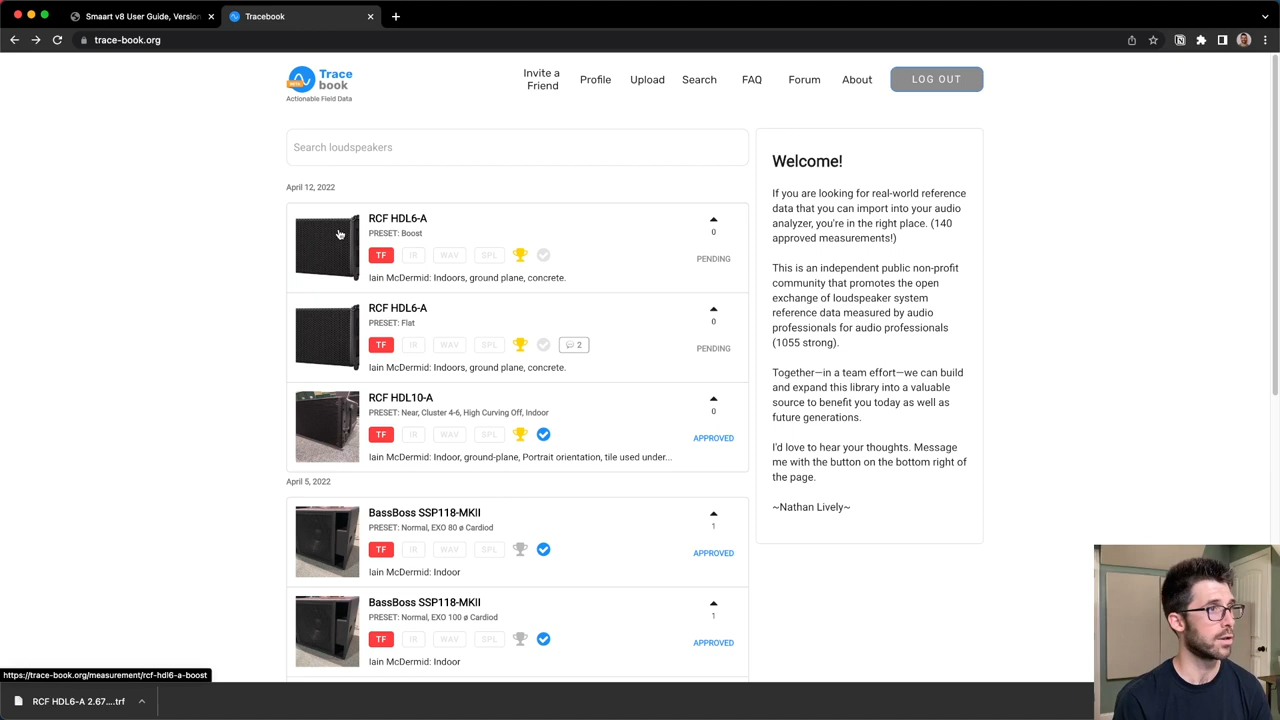 Smaart v8 User Guide, Version
Tracebook
trace-book.org
Trace
book
BETA
Actionable Field Data
Invite a
Friend
Profile
Upload
Search
FAQ
Forum
About
LOG OUT
Search loudspeakers
April 12, 2022
RCF HDL6-A
0
PRESET: Boost
TF IR WAV SPL
PENDING
Iain McDermid: Indoors, ground plane, concrete.
RCF HDL6-A
0
PRESET: Flat
TF IR WAV SPL 2
PENDING
Iain McDermid: Indoors, ground plane, concrete.
RCF HDL10-A
0
PRESET: Near, Cluster 4-6, High Curving Off, Indoor
TF IR WAV SPL
APPROVED
Iain McDermid: Indoor, ground-plane, Portrait orientation, tile used under...
April 5, 2022
BassBoss SSP118-MKII
1
PRESET: Normal, EXO 80 ø Cardiod
TF IR WAV SPL
APPROVED
Iain McDermid: Indoor
BassBoss SSP118-MKII
1
PRESET: Normal, EXO 100 ø Cardiod
TF IR WAV SPL
APPROVED
Iain McDermid: Indoor
Welcome!
If you are looking for real-world reference
data that you can import into your audio
analyzer, you're in the right place. (140
approved measurements!)
This is an independent public non-profit
community that promotes the open
exchange of loudspeaker system
reference data measured by audio
professionals for audio professionals
(1055 strong).
Together—in a team effort—we can build
and expand this library into a valuable
source to benefit you today as well as
future generations.
I'd love to hear your thoughts. Message
me with the button on the bottom right of
the page.
~Nathan Lively~
https://trace-book.org/measurement/rcf-hdl6-a-boost
RCF HDL6-A 2.67....trf